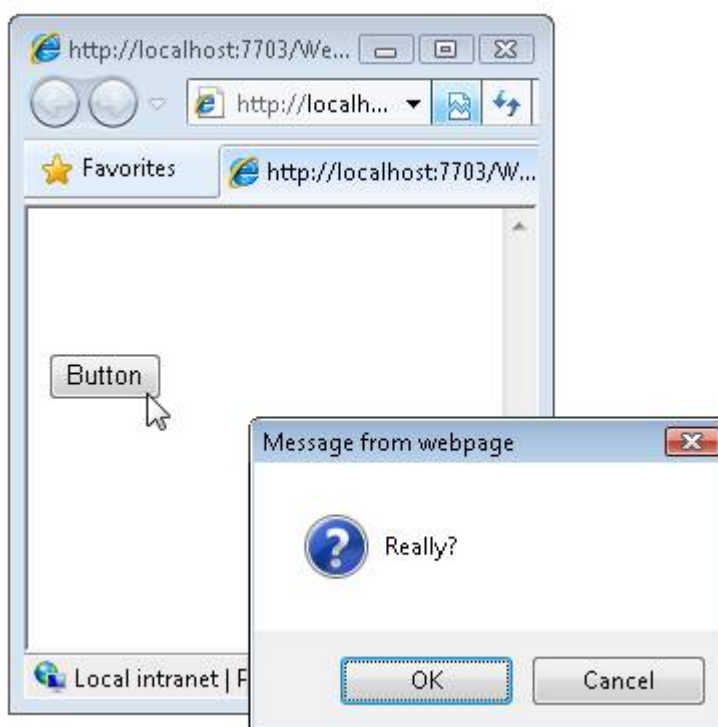 http://localhost:7703/We...
http://localh...
Favorites
http://localhost:7703/W...
Button
Message from webpage
Really?
Local intranet | P
OK
Cancel